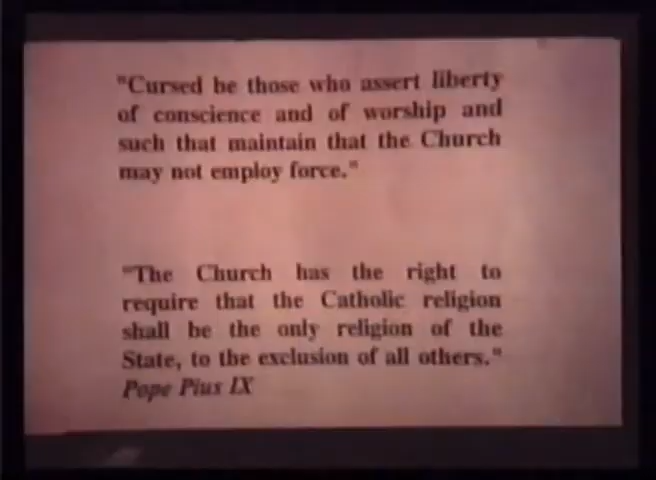 "Cursed be those who assert liberty
of conscience and of worship and
such that maintain that the Church
may not employ force."
"The Church has the right to
require that the Catholic religion
shall be the only religion of the
State, to the exclusion of all others."
Pope Pius IX